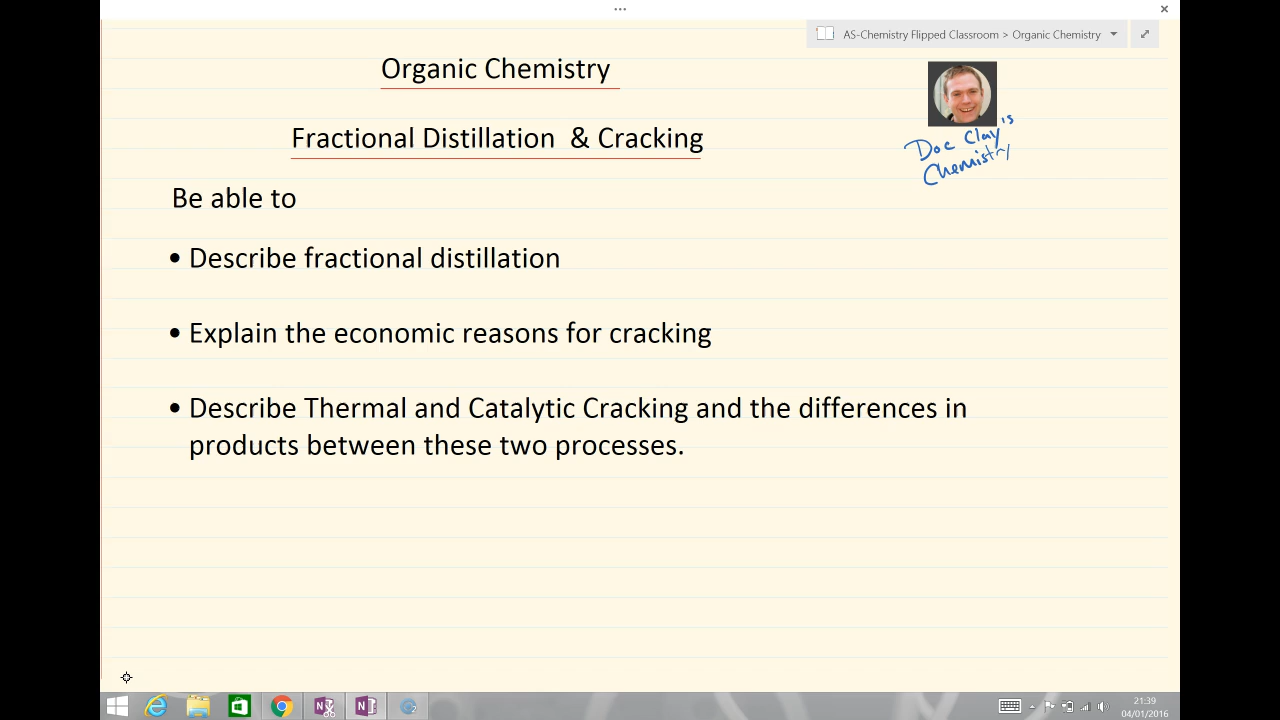 AS-Chemistry Flipped Classroom > Organic Chemistry
Organic Chemistry
Doc Clay's
Chemistry
Fractional Distillation & Cracking
Be able to
• Describe fractional distillation
• Explain the economic reasons for cracking
• Describe Thermal and Catalytic Cracking and the differences in
products between these two processes.
21:39
04/01/2016